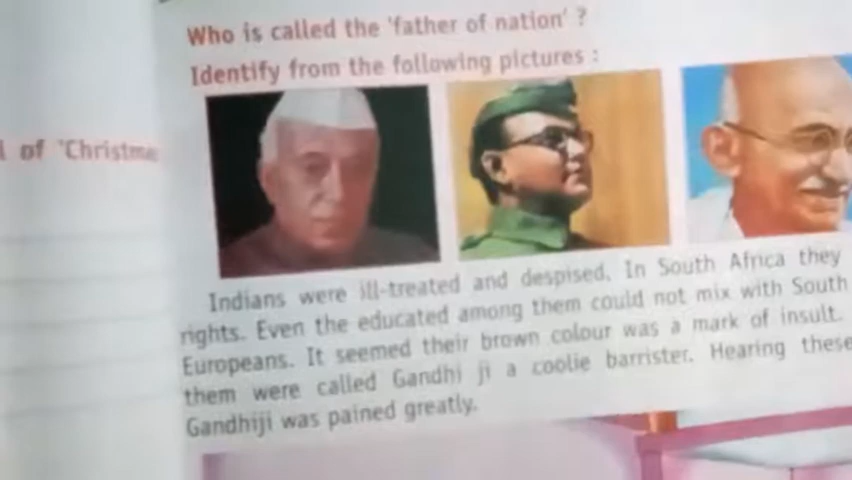 Who is called the 'father of nation' ?
Identify from the following pictures :
of 'Christma
Indians were ill-treated and despised. In South Africa they
rights. Even the educated among them could not mix with South
Europeans. It seemed their brown colour was a mark of insult.
them were called Gandhi ji a coolie barrister. Hearing these
Gandhiji was pained greatly.